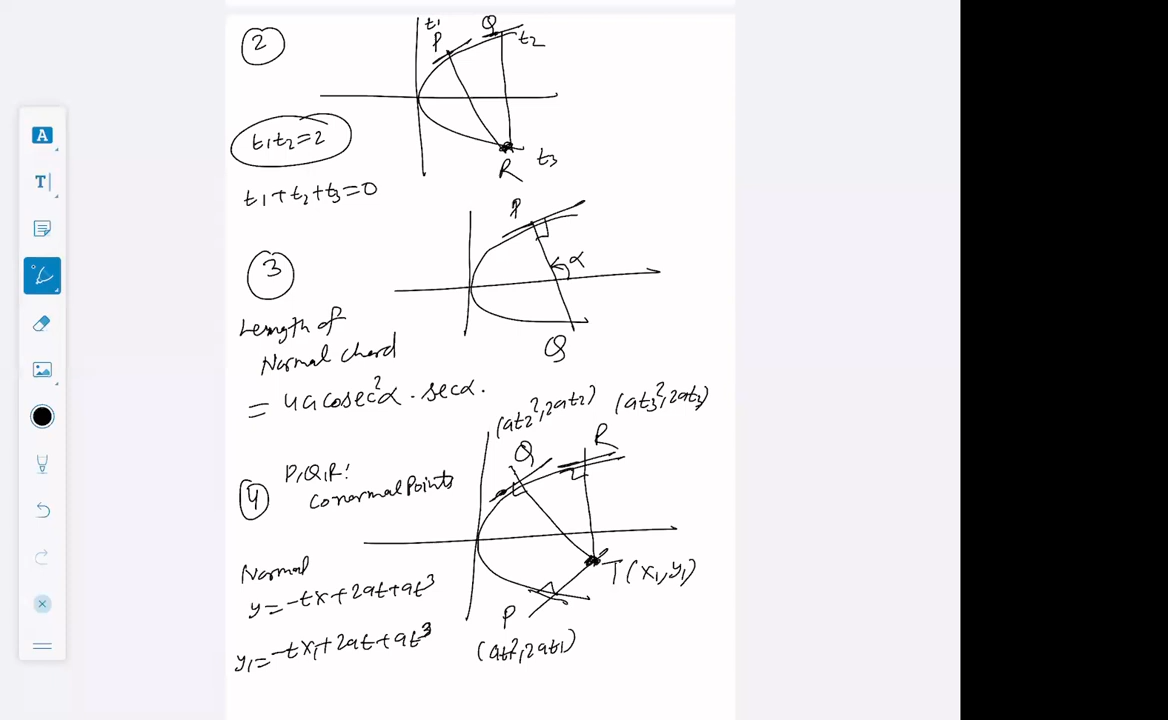 2
t1
P
Q
t2
t1t2=2
R
t3
t1+t2+t3=0
P
3
α
Length of
Normal chord
Q
= 4a cosec²α . secα.
(at2², 2at2) (at3², 2at3)
Q
R
4
P,Q,R:
Conormal Points
T(x1,y1)
Normal
y=-tx+2at+at³
P
y1=-tx1+2at+at³
(at², 2at1)
A
T